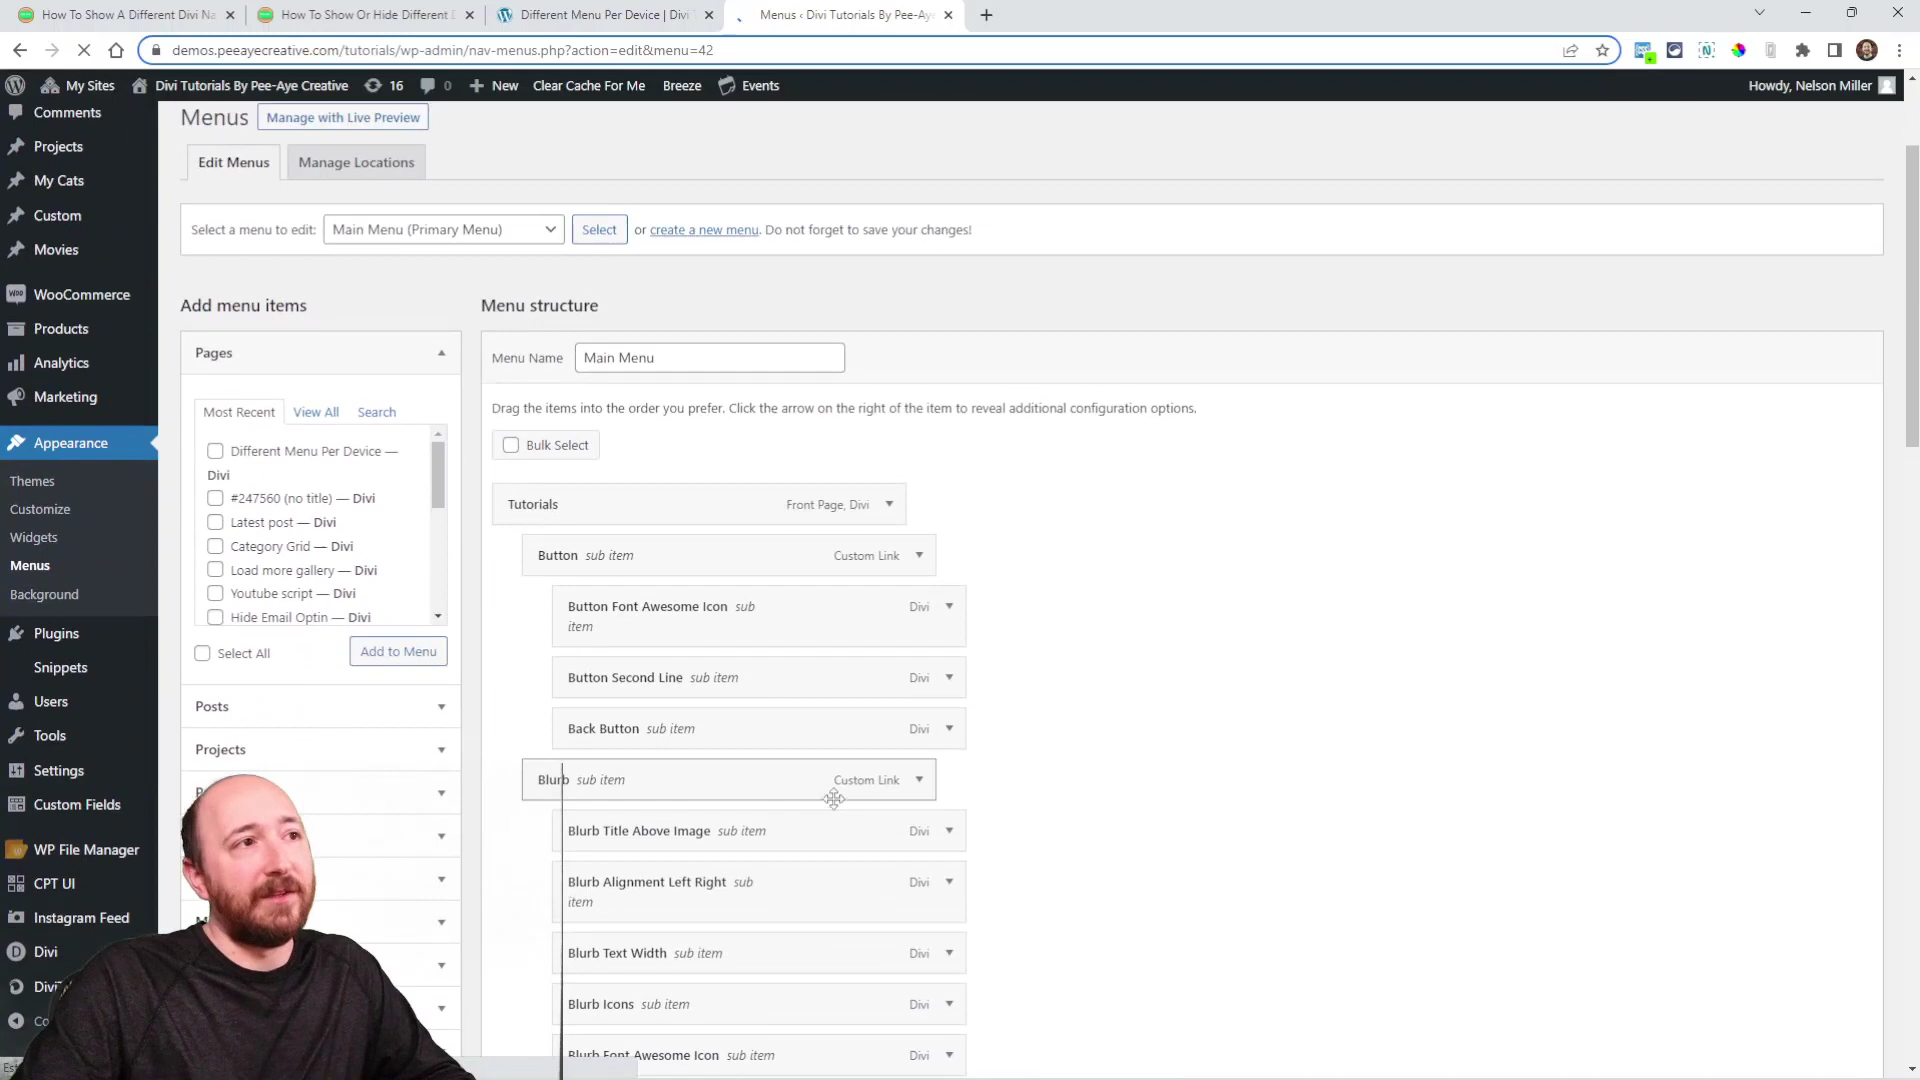 How To Show A Different Divi Na
How To Show Or Hide Different D
Different Menu Per Device | Divi T
Menus ‹ Divi Tutorials By Pee-Aye
demos.peeayecreative.com/tutorials/wp-admin/nav-menus.php?action=edit&menu=42
My Sites
Divi Tutorials By Pee-Aye Creative
16
0
New
Clear Cache For Me
Breeze
Events
Howdy, Nelson Miller
Comments
Projects
My Cats
Custom
Movies
WooCommerce
Products
Analytics
Marketing
Appearance
Themes
Customize
Widgets
Menus
Background
Plugins
Snippets
Users
Tools
Settings
Custom Fields
WP File Manager
CPT UI
Instagram Feed
Divi
Menus
Manage with Live Preview
Edit Menus
Manage Locations
Select a menu to edit:
Main Menu (Primary Menu)
Select
or create a new menu. Do not forget to save your changes!
Add menu items
Pages
Most Recent
View All
Search
Different Menu Per Device —
Divi
#247560 (no title) — Divi
Latest post — Divi
Category Grid — Divi
Load more gallery — Divi
Youtube script — Divi
Hide Email Optin — Divi
Select All
Add to Menu
Posts
Projects
Menu structure
Menu Name
Main Menu
Drag the items into the order you prefer. Click the arrow on the right of the item to reveal additional configuration options.
Bulk Select
Tutorials
Front Page, Divi
Button sub item
Custom Link
Button Font Awesome Icon sub
item
Divi
Button Second Line sub item
Divi
Back Button sub item
Divi
Blurb sub item
Custom Link
Blurb Title Above Image sub item
Divi
Blurb Alignment Left Right sub
item
Divi
Blurb Text Width sub item
Divi
Blurb Icons sub item
Divi
Blurb Font Awesome Icon sub item
Divi